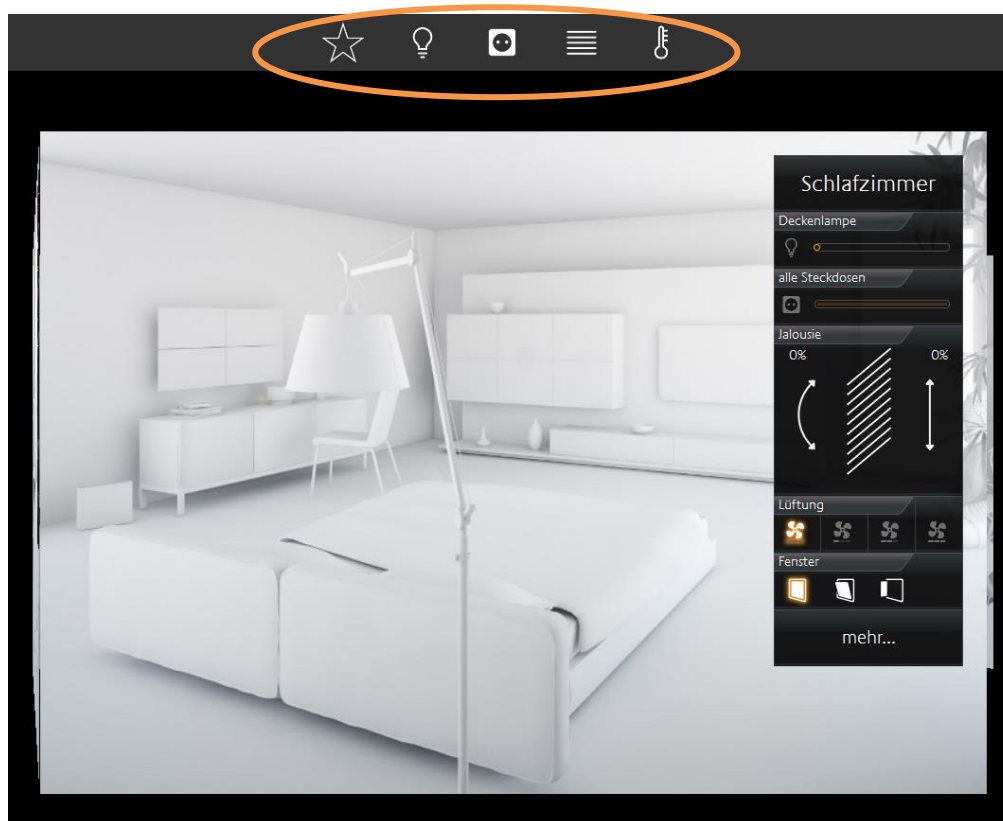 Schlafzimmer
Deckenlampe
alle Steckdosen
Jalousie
0% 0%
Lüftung
Fenster
mehr...